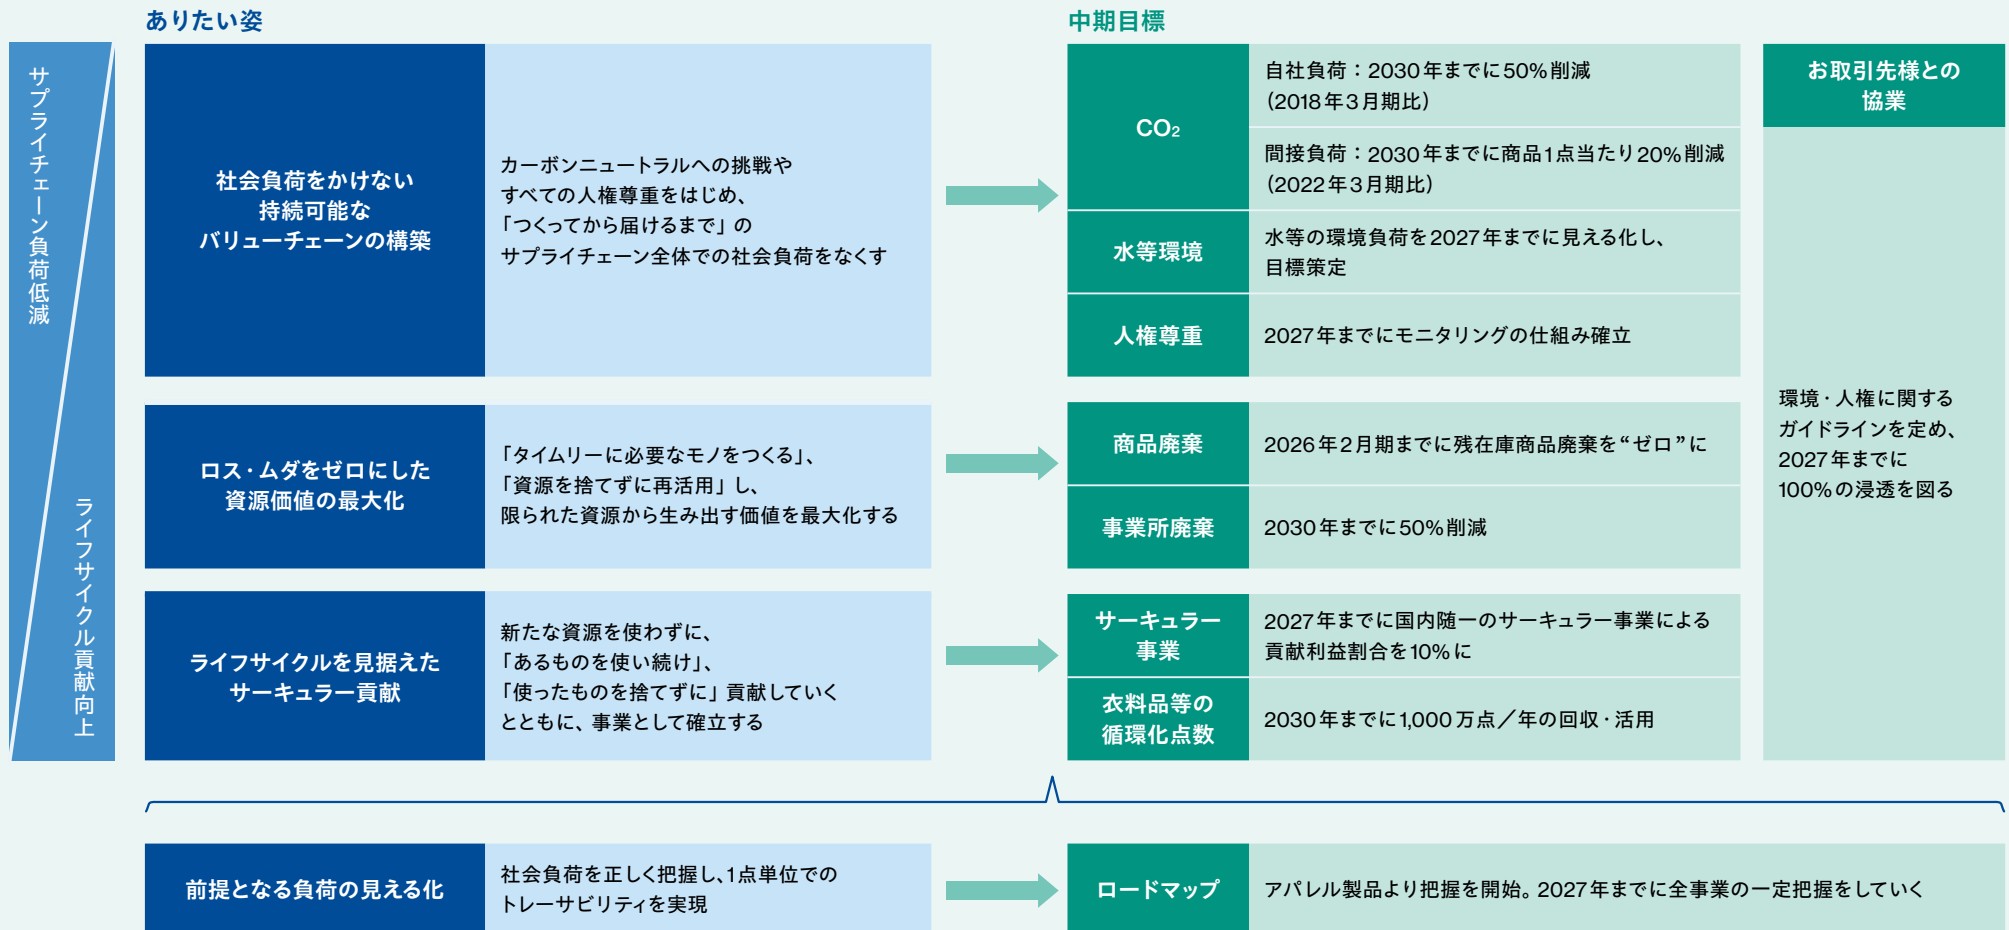 ありたい姿
中期目標
サプライチェーン負荷低減
ライフサイクル貢献向上
社会負荷をかけない
持続可能な
バリューチェーンの構築
カーボンニュートラルへの挑戦や
すべての人権尊重をはじめ、
「つくってから届けるまで」の
サプライチェーン全体での社会負荷をなくす
CO₂
自社負荷：2030年までに50%削減
（2018年3月期比）
間接負荷：2030年までに商品1点当たり20%削減
（2022年3月期比）
水等環境
水等の環境負荷を2027年までに見える化し、
目標策定
人権尊重
2027年までにモニタリングの仕組み確立
ロス・ムダをゼロにした
資源価値の最大化
「タイムリーに必要なモノをつくる」、
「資源を捨てずに再活用」し、
限られた資源から生み出す価値を最大化する
商品廃棄
2026年2月期までに残在庫商品廃棄を“ゼロ”に
事業所廃棄
2030年までに50%削減
ライフサイクルを見据えた
サーキュラー貢献
新たな資源を使わずに、
「あるものを使い続け」、
「使ったものを捨てずに」貢献していく
とともに、事業として確立する
サーキュラー
事業
2027年までに国内随一のサーキュラー事業による
貢献利益割合を10%に
衣料品等の
循環化点数
2030年までに1,000万点／年の回収・活用
お取引先様との
協業
環境・人権に関する
ガイドラインを定め、
2027年までに
100%の浸透を図る
前提となる負荷の見える化
社会負荷を正しく把握し、1点単位での
トレーサビリティを実現
ロードマップ
アパレル製品より把握を開始。2027年までに全事業の一定把握をしていく